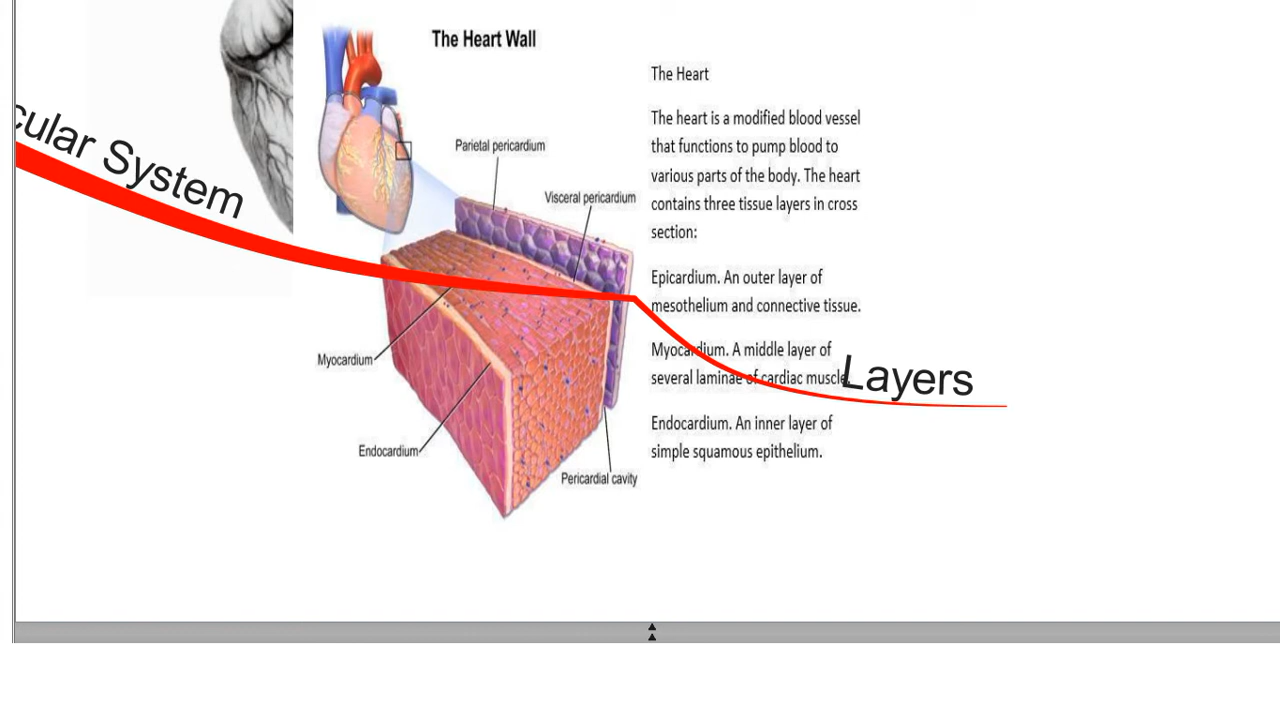 cular System
The Heart Wall
Parietal pericardium
Visceral pericardium
Myocardium
Endocardium
Pericardial cavity
The Heart
The heart is a modified blood vessel
that functions to pump blood to
various parts of the body. The heart
contains three tissue layers in cross
section:
Epicardium. An outer layer of
mesothelium and connective tissue.
Myocardium. A middle layer of
several laminae of cardiac muscle.
Endocardium. An inner layer of
simple squamous epithelium.
Layers